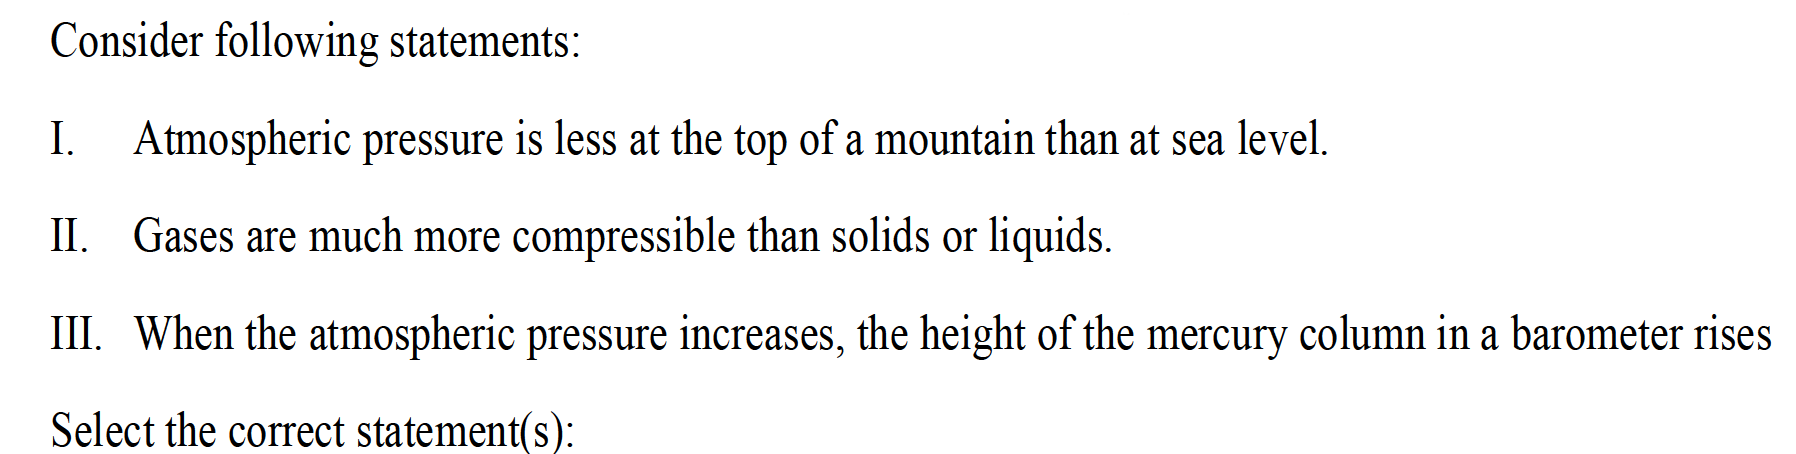 Consider following statements:
I. Atmospheric pressure is less at the top of a mountain than at sea level.
II. Gases are much more compressible than solids or liquids.
III. When the atmospheric pressure increases, the height of the mercury column in a barometer rises
Select the correct statement(s):